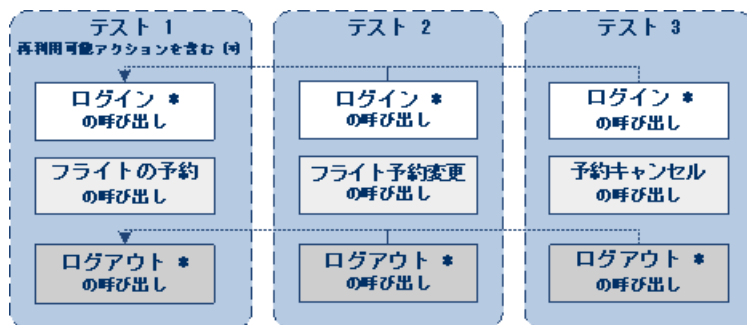 テスト 1
再利用可能アクションを含む (*)
ログイン *
の呼び出し
フライトの予約
の呼び出し
ログアウト *
の呼び出し
テスト 2
ログイン *
の呼び出し
フライト予約変更
の呼び出し
ログアウト *
の呼び出し
テスト 3
ログイン *
の呼び出し
予約キャンセル
の呼び出し
ログアウト *
の呼び出し